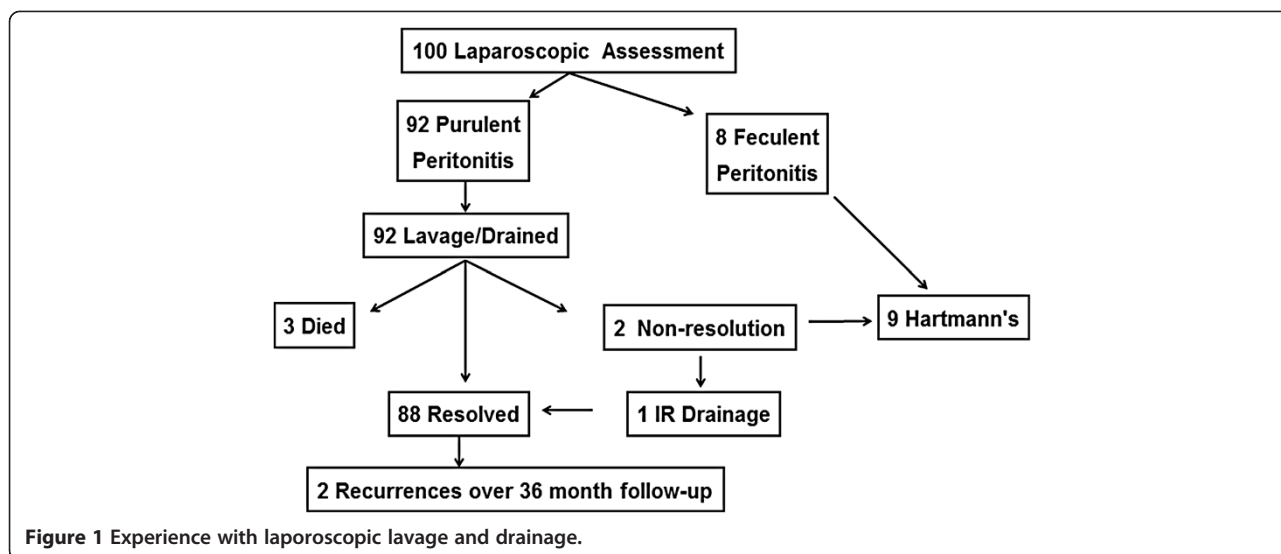 100 Laparoscopic Assessment
92 Purulent
Peritonitis
8 Feculent
Peritonitis
92 Lavage/Drained
3 Died
2 Non-resolution
9 Hartmann's
88 Resolved
1 IR Drainage
2 Recurrences over 36 month follow-up
Figure 1 Experience with laporoscopic lavage and drainage.